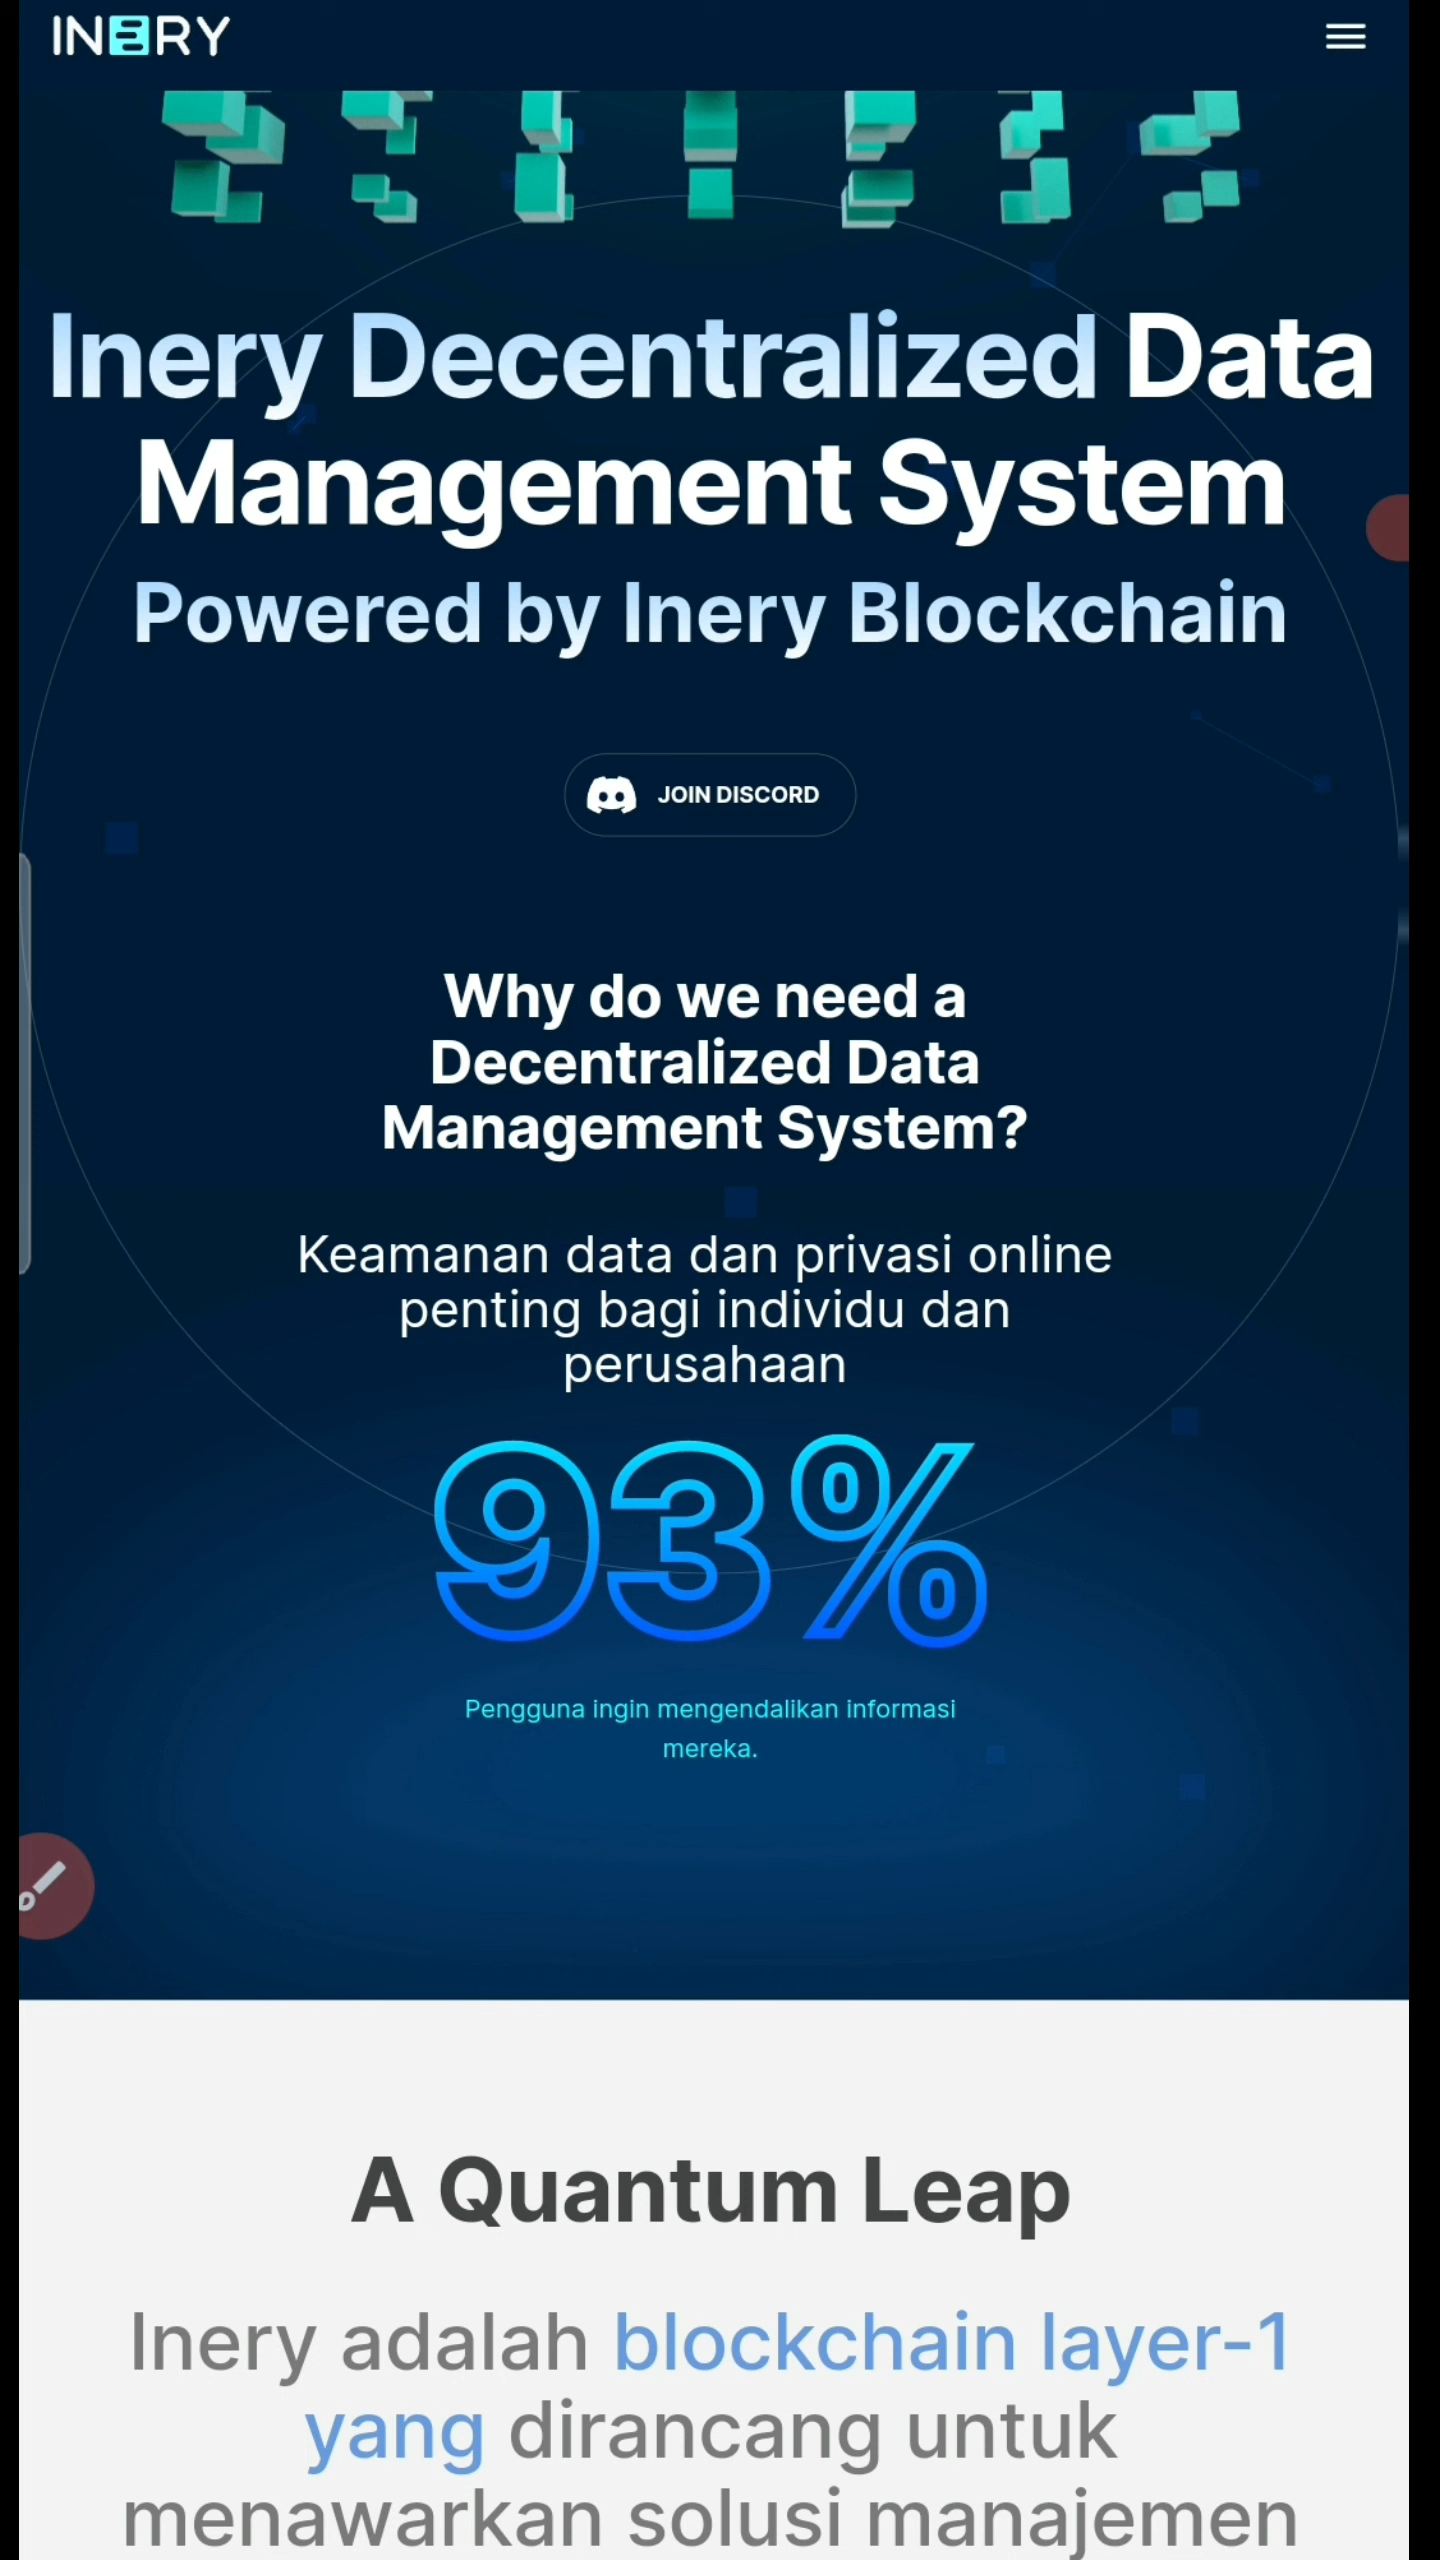 INERY
Inery Decentralized Data
Management System
Powered by Inery Blockchain
JOIN DISCORD
Why do we need a
Decentralized Data
Management System?
Keamanan data dan privasi online
penting bagi individu dan
perusahaan
93%
Pengguna ingin mengendalikan informasi
mereka.
A Quantum Leap
Inery adalah blockchain layer-1
yang dirancang untuk
menawarkan solusi manajemen